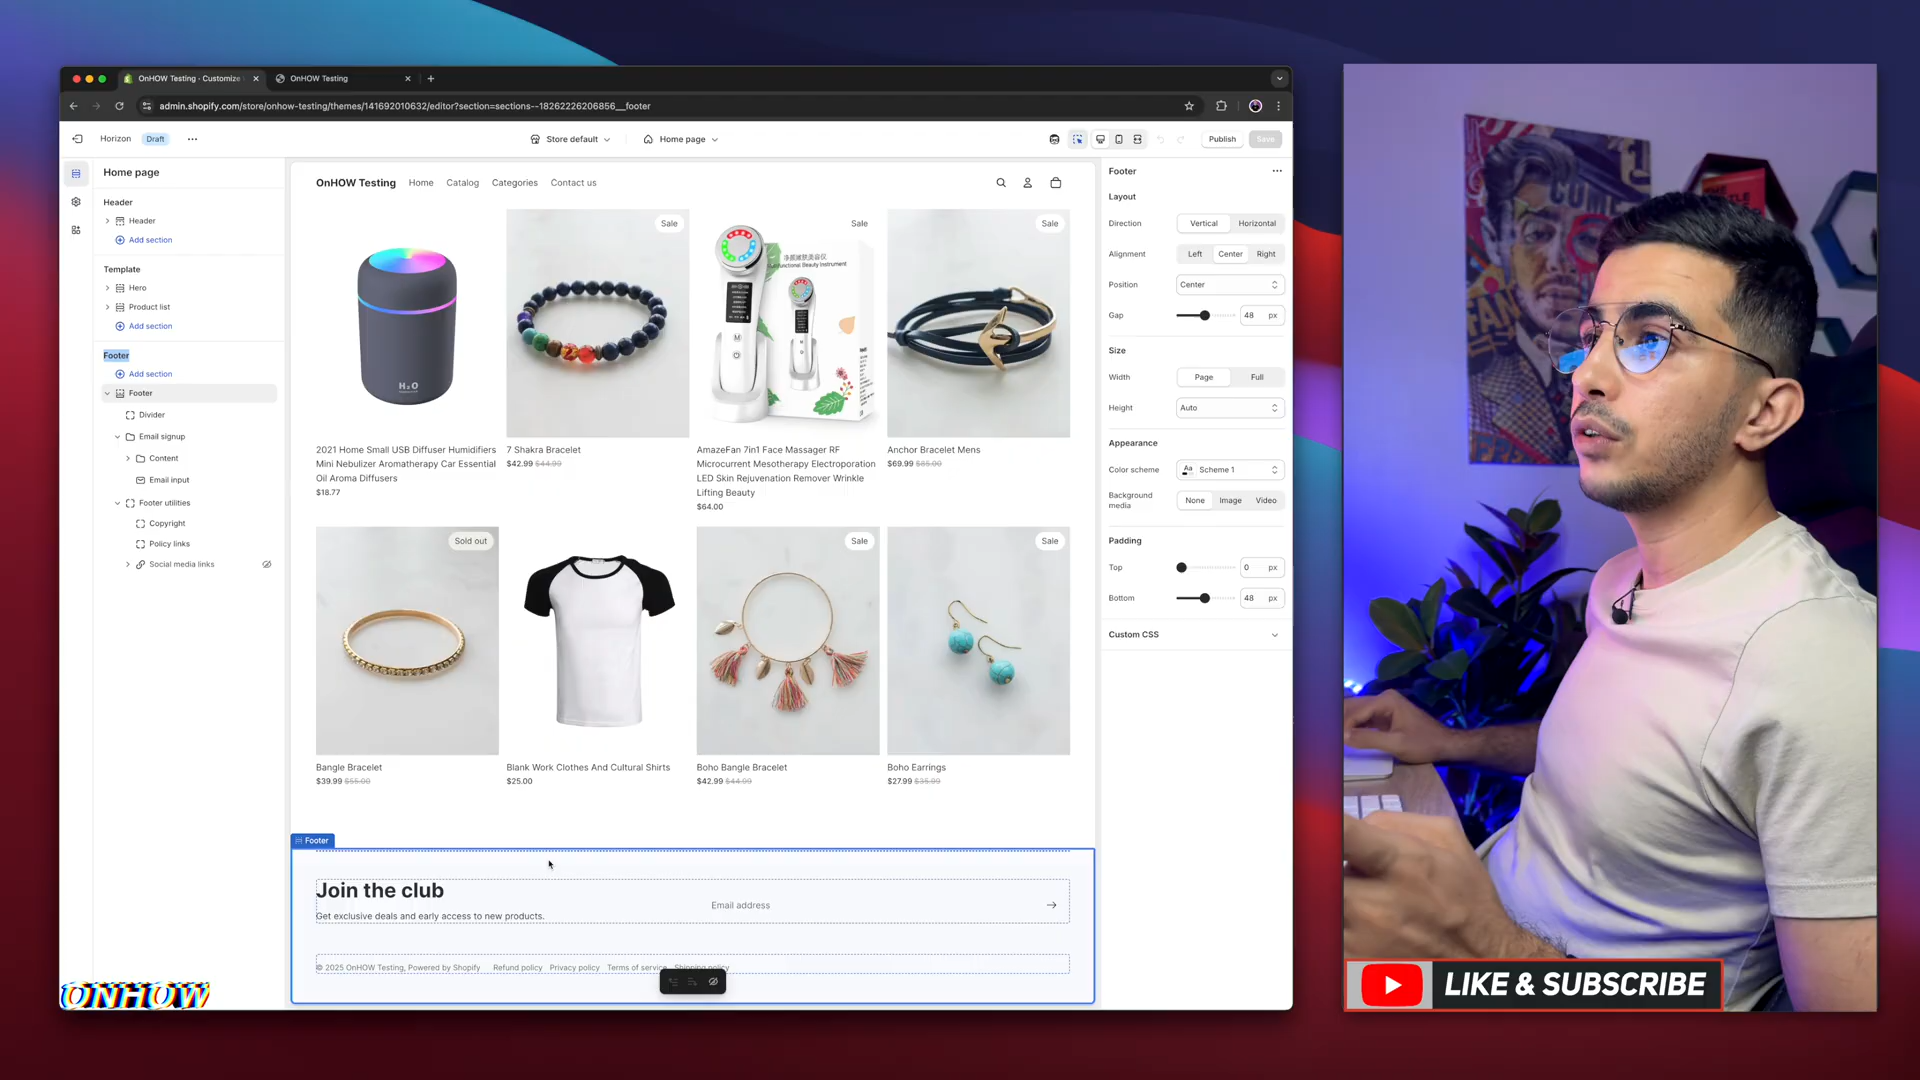 OnHOW Testing · Customize
OnHOW Testing
admin.shopify.com/store/onhow-testing/themes/141692010632/editor?section=sections--18262226206856__footer
Horizon
Draft
Store default
Home page
Publish
Save
Home page
Header
Header
Add section
Template
Hero
Product list
Add section
Footer
Add section
Footer
Divider
Email signup
Content
Email input
Footer utilities
Copyright
Policy links
Social media links
OnHOW Testing
Home
Catalog
Categories
Contact us
Sale
Sale
Sale
H₂O
2021 Home Small USB Diffuser Humidifiers
Mini Nebulizer Aromatherapy Car Essential
Oil Aroma Diffusers
$18.77
7 Shakra Bracelet
$42.99 $44.99
AmazeFan 7in1 Face Massager RF
Microcurrent Mesotherapy Electroporation
LED Skin Rejuvenation Remover Wrinkle
Lifting Beauty
$64.00
Anchor Bracelet Mens
$69.99 $85.00
Sold out
Sale
Sale
Bangle Bracelet
$39.99 $55.00
Blank Work Clothes And Cultural Shirts
$25.00
Boho Bangle Bracelet
$42.99 $44.99
Boho Earrings
$27.99 $35.99
Footer
Join the club
Get exclusive deals and early access to new products.
Email address
© 2025 OnHOW Testing, Powered by Shopify
Refund policy
Privacy policy
Terms of service
Shipping policy
Footer
Layout
Direction
Vertical
Horizontal
Alignment
Left
Center
Right
Position
Center
Gap
48 px
Size
Width
Page
Full
Height
Auto
Appearance
Color scheme
Aa
Scheme 1
Background
media
None
Image
Video
Padding
Top
0 px
Bottom
48 px
Custom CSS
ONHOW
LIKE & SUBSCRIBE